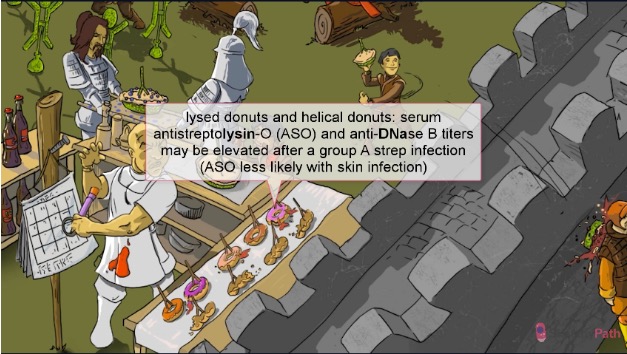 lysed donuts and helical donuts: serum
antistreptolysin-O (ASO) and anti-DNase B titers
may be elevated after a group A strep infection
(ASO less likely with skin infection)
Path